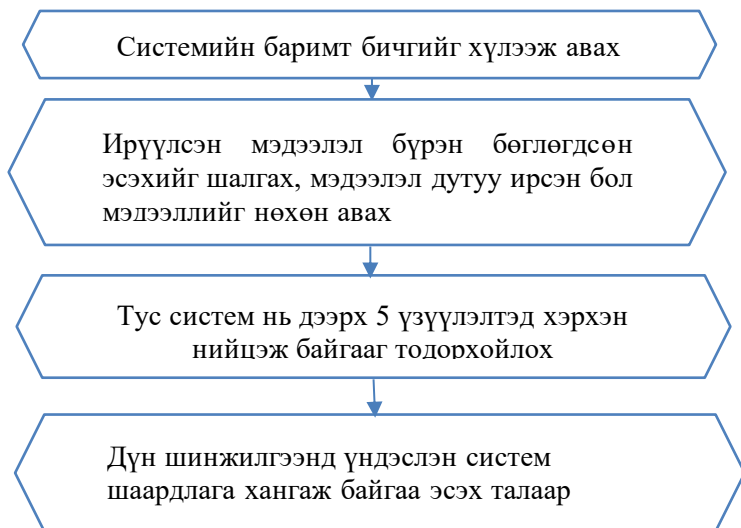 Системийн баримт бичгийг хүлээж авах
Ирүүлсэн мэдээлэл бүрэн бөглөгдсөн
эсэхийг шалгах, мэдээлэл дутуу ирсэн бол
мэдээллийг нөхөн авах
Тус систем нь дээрх 5 үзүүлэлтэд хэрхэн
нийцэж байгааг тодорхойлох
Дүн шинжилгээнд үндэслэн систем
шаардлага хангаж байгаа эсэх талаар